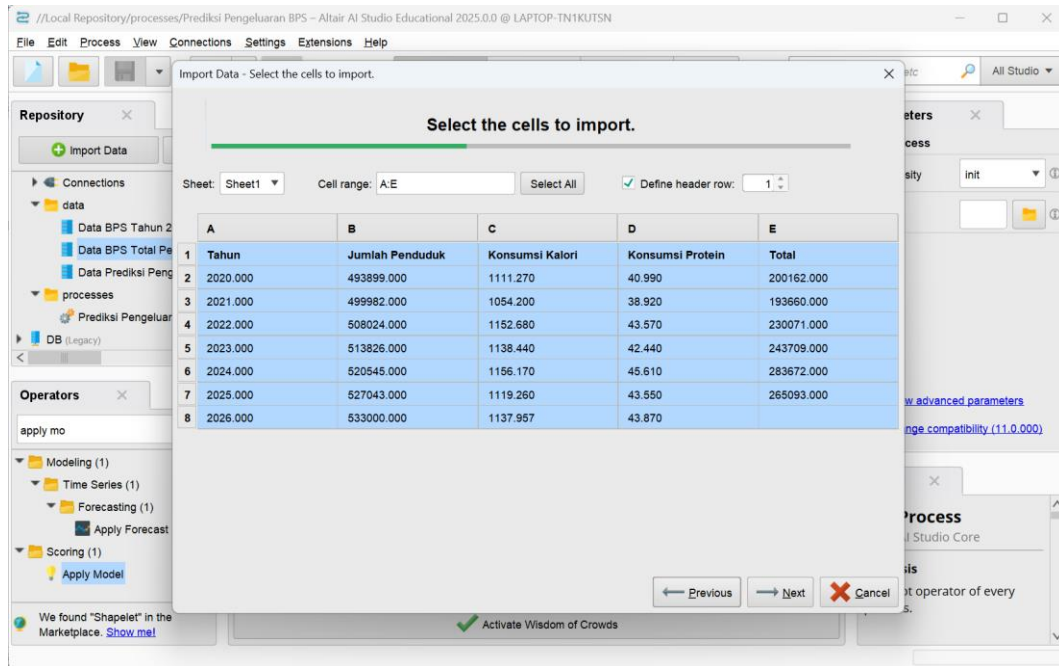 //Local Repository/processes/Prediksi Pengeluaran BPS – Altair AI Studio Educational 2025.0.0 @ LAPTOP-TN1KUTSN
File Edit Process View Connections Settings Extensions Help
Import Data - Select the cells to import.
etc
All Studio
Repository
Import Data
Connections
data
Data BPS Tahun 2
Data BPS Total Pe
Data Prediksi Peng
processes
Prediksi Pengeluar
DB (Legacy)
Operators
apply mo
Modeling (1)
Time Series (1)
Forecasting (1)
Apply Forecast
Scoring (1)
Apply Model
We found "Shapelet" in the
Marketplace. Show me!
Select the cells to import.
Sheet: Sheet1 Cell range: A:E Select All Define header row: 1
A B C D E
1 Tahun Jumlah Penduduk Konsumsi Kalori Konsumsi Protein Total
2 2020.000 493899.000 1111.270 40.990 200162.000
3 2021.000 499982.000 1054.200 38.920 193660.000
4 2022.000 508024.000 1152.680 43.570 230071.000
5 2023.000 513826.000 1138.440 42.440 243709.000
6 2024.000 520545.000 1156.170 45.610 283672.000
7 2025.000 527043.000 1119.260 43.550 265093.000
8 2026.000 533000.000 1137.957 43.870
Previous Next Cancel
Activate Wisdom of Crowds
eters
cess
sity init
w advanced parameters
nge compatibility (11.0.000)
Process
I Studio Core
sis
ot operator of every
s.